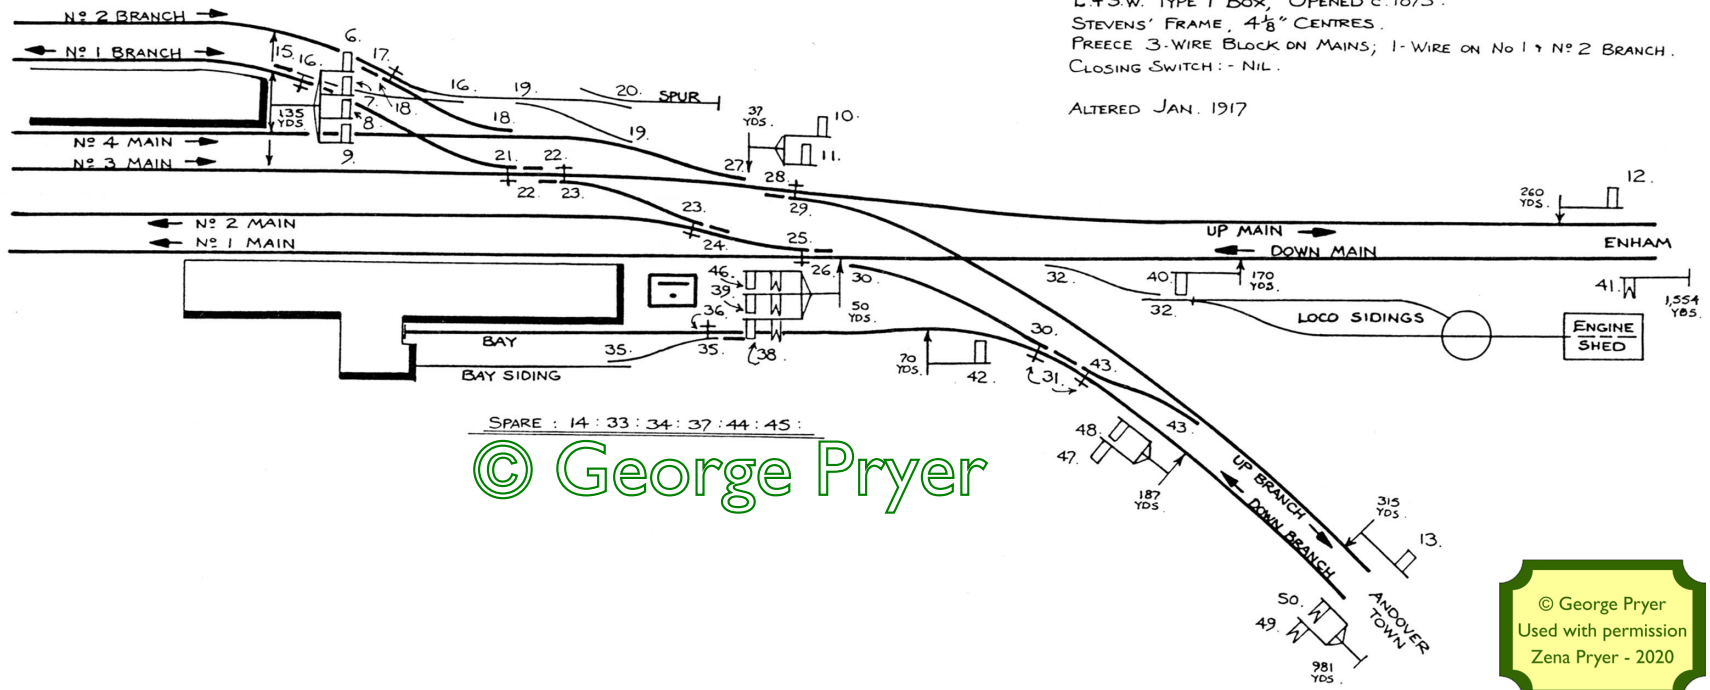 L.&S.W. TYPE 1 BOX, OPENED C.1875.
STEVENS' FRAME, 4⅛" CENTRES.
PREECE 3-WIRE BLOCK ON MAINS; 1-WIRE ON No 1 & No 2 BRANCH.
CLOSING SWITCH:- NIL.
ALTERED JAN. 1917
No 2 BRANCH
No 1 BRANCH
15.
16.
6.
17.
7.
18.
8.
9.
135
YDS
16.
19.
20.
SPUR
18.
19.
37
YDS.
10.
11.
No 4 MAIN
No 3 MAIN
21.
22.
22.
23.
27.
28.
29.
12.
260
YDS.
No 2 MAIN
No 1 MAIN
23.
24.
25.
26.
30.
UP MAIN
DOWN MAIN
ENHAM
46.
39.
36.
50
YDS.
32.
40.
170
YDS.
41.
1,554
YDS.
32.
LOCO SIDINGS
ENGINE
SHED
BAY
35.
35.
38.
BAY SIDING
70
YDS.
42.
30.
31.
43.
43.
SPARE : 14 : 33 : 34 : 37 : 44 : 45 :
© George Pryer
48.
47.
187
YDS.
UP BRANCH
DOWN BRANCH
315
YDS.
13.
ANDOVER
TOWN
50.
49.
981
YDS.
© George Pryer
Used with permission
Zena Pryer - 2020